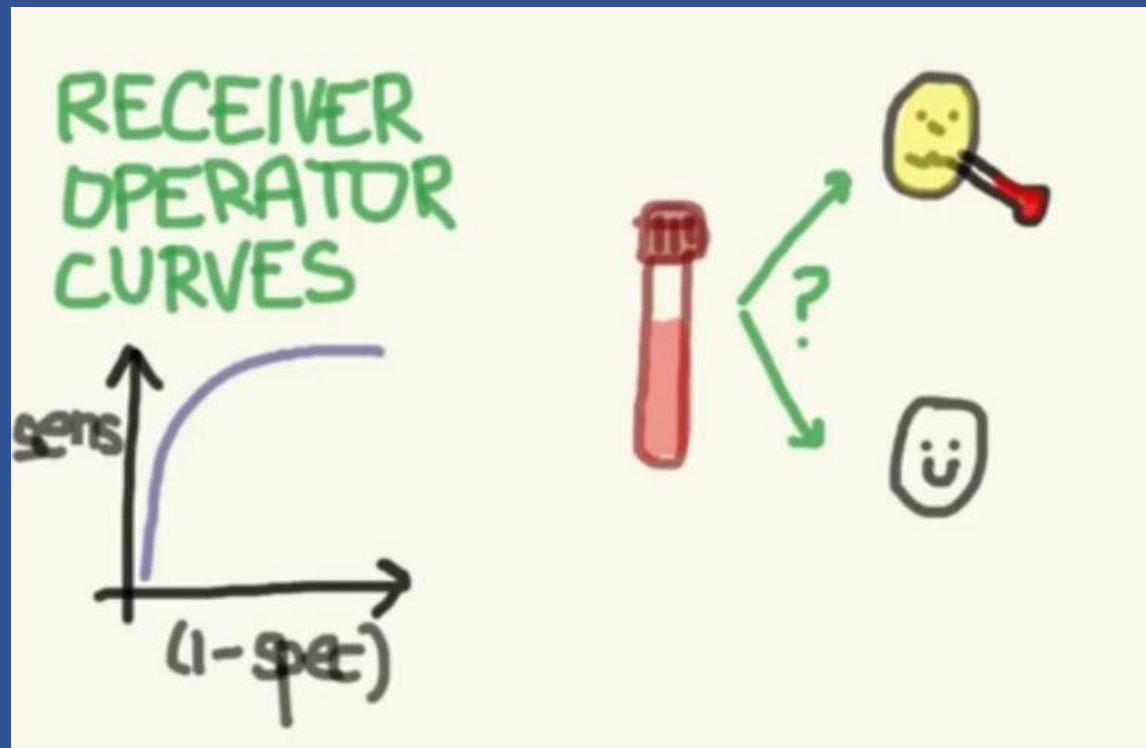 RECEIVER
OPERATOR
CURVES
sens
(1-spec)
?